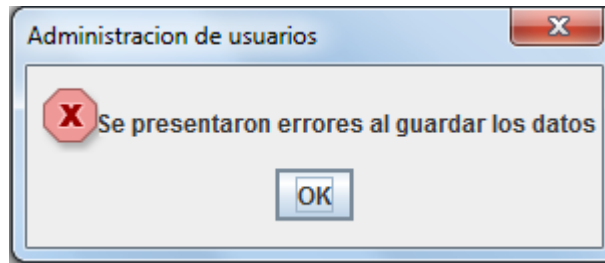 Administracion de usuarios
Se presentaron errores al guardar los datos
OK